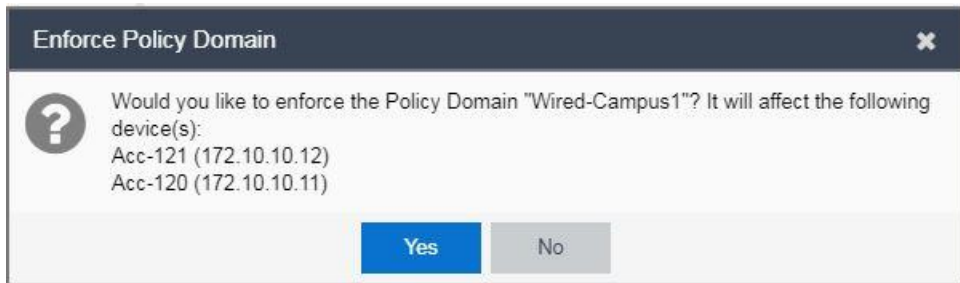 Enforce Policy Domain
Would you like to enforce the Policy Domain "Wired-Campus1"? It will affect the following
device(s):
Acc-121 (172.10.10.12)
Acc-120 (172.10.10.11)
Yes
No